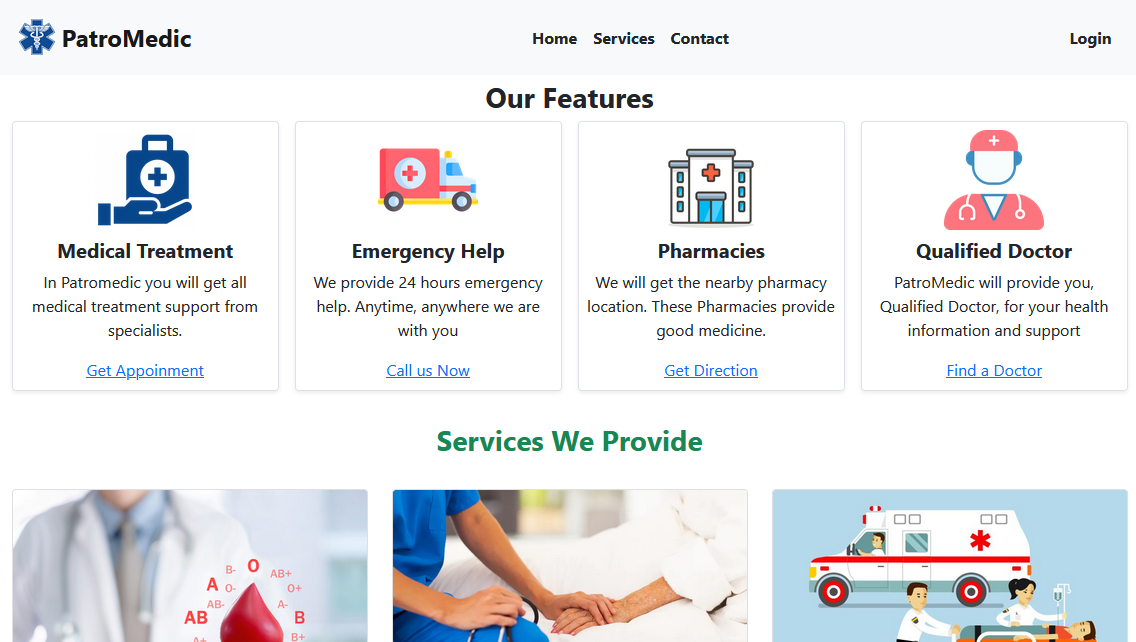 PatroMedic
Home Services Contact
Login
Our Features
Medical Treatment
In Patromedic you will get all
medical treatment support from
specialists.
Get Appoinment
Emergency Help
We provide 24 hours emergency
help. Anytime, anywhere we are
with you
Call us Now
Pharmacies
We will get the nearby pharmacy
location. These Pharmacies provide
good medicine.
Get Direction
Qualified Doctor
PatroMedic will provide you,
Qualified Doctor, for your health
information and support
Find a Doctor
Services We Provide
B- O AB+
A O- O+
AB- A-
AB B
A+ B+